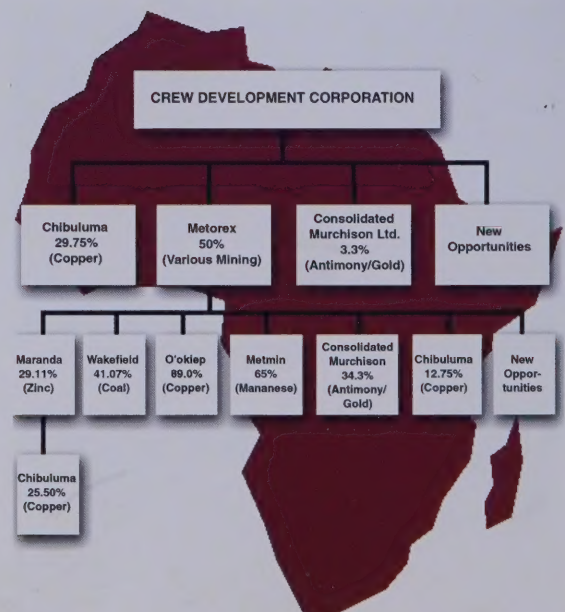 CREW DEVELOPMENT CORPORATION
Chibuluma
29.75%
(Copper)
Metorex
50%
(Various Mining)
Consolidated
Murchison Ltd.
3.3%
(Antimony/Gold)
New
Opportunities
Maranda
29.11%
(Zinc)
Wakefield
41.07%
(Coal)
O'okiep
89.0%
(Copper)
Metmin
65%
(Mananese)
Consolidated
Murchison
34.3%
(Antimony/
Gold)
Chibuluma
12.75%
(Copper)
New
Oppor-
tunities
Chibuluma
25.50%
(Copper)